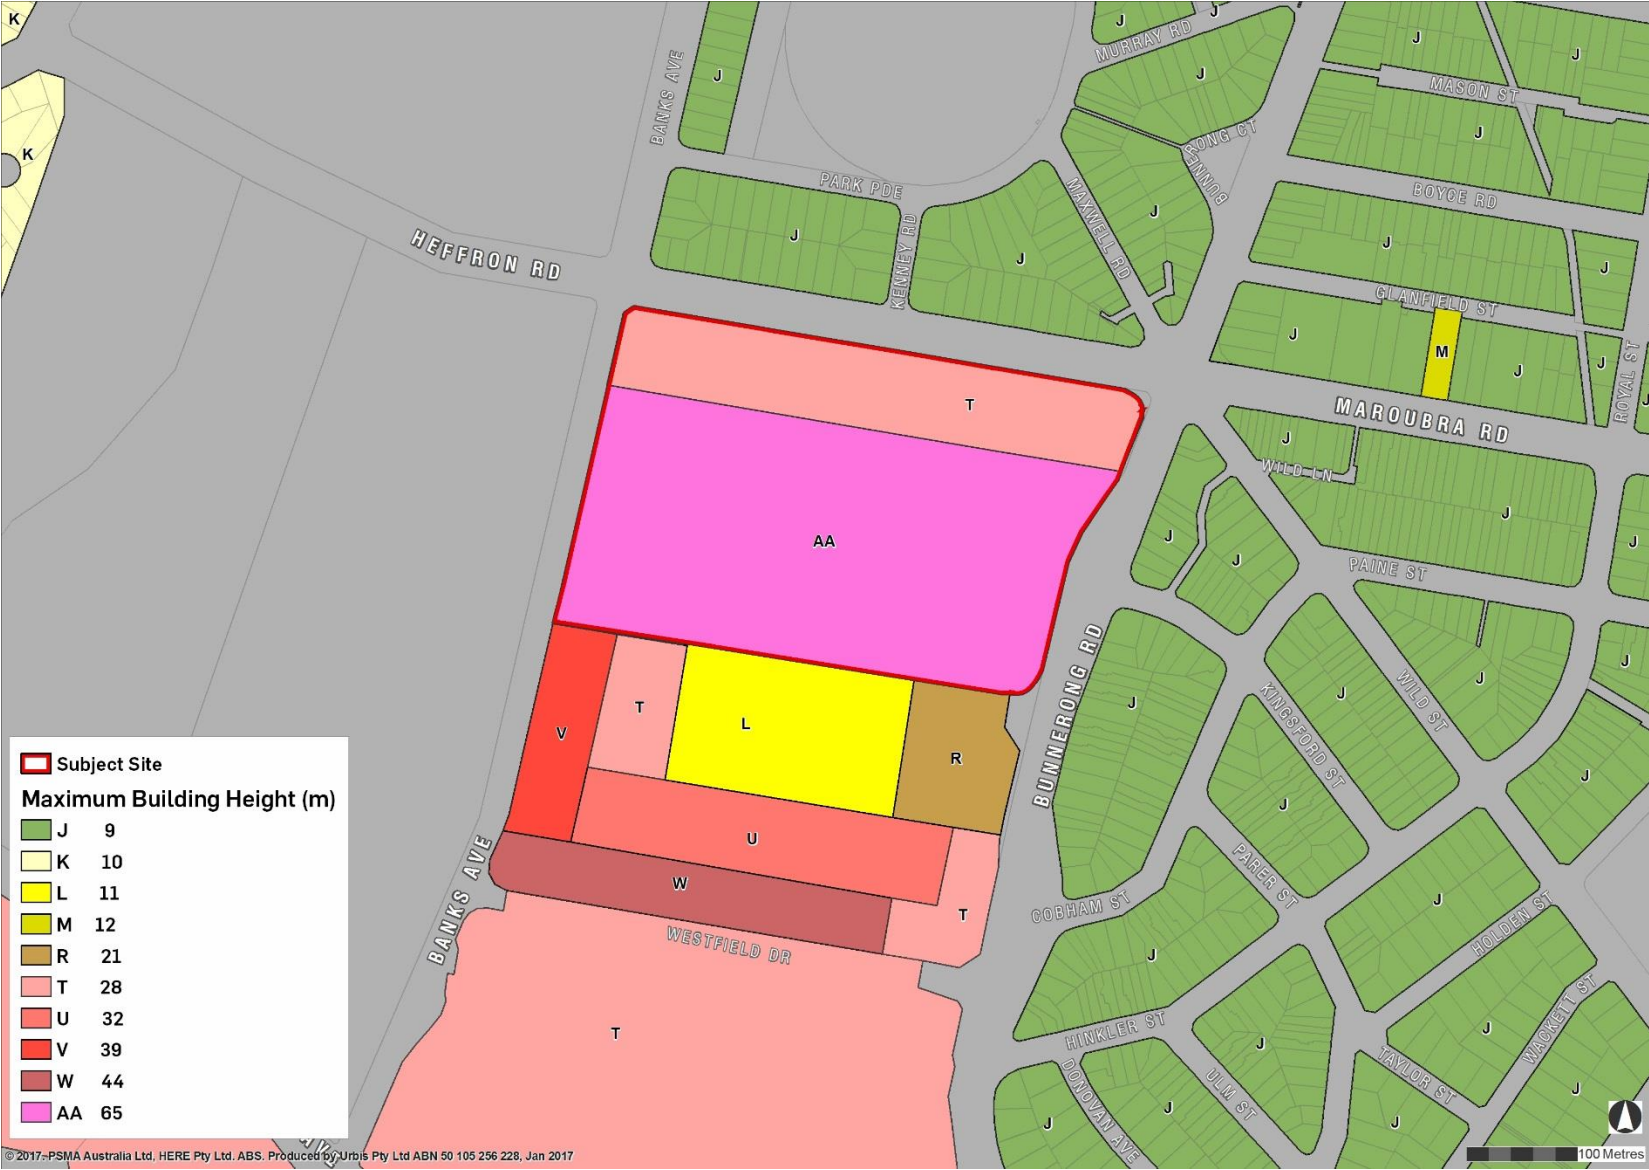 K
J
J
J
MURRAY RD
J
J
J
MASON ST
BANKS AVE
J
J
K
RONG CT
BUNNE
PARK PDE
MAXWELL RD
J
BOYCE RD
KENNEY RD
J
J
J
J
HEFFRON RD
GLANFIELD ST
J
M
J
J
ROYAL ST
J
T
MAROUBRA RD
J
WILD LN
J
J
J
J
AA
PAINE ST
BUNNERONG RD
J
J
WILD ST
J
J
KINGSFORD ST
V
T
L
R
J
J
U
PARER ST
W
BANKS AVE
COBHAM ST
T
J
J
HOLDEN ST
WESTFIELD DR
T
HINKLER ST
J
J
WACKETT ST
TAYLOR ST
DONOVAN AVE
ULM ST
J
J
J
J
Subject Site
Maximum Building Height (m)
J 9
K 10
L 11
M 12
R 21
T 28
U 32
V 39
W 44
AA 65
© 2017. PSMA Australia Ltd, HERE Pty Ltd. ABS. Produced by Urbis Pty Ltd ABN 50 105 256 228, Jan 2017
100 Metres